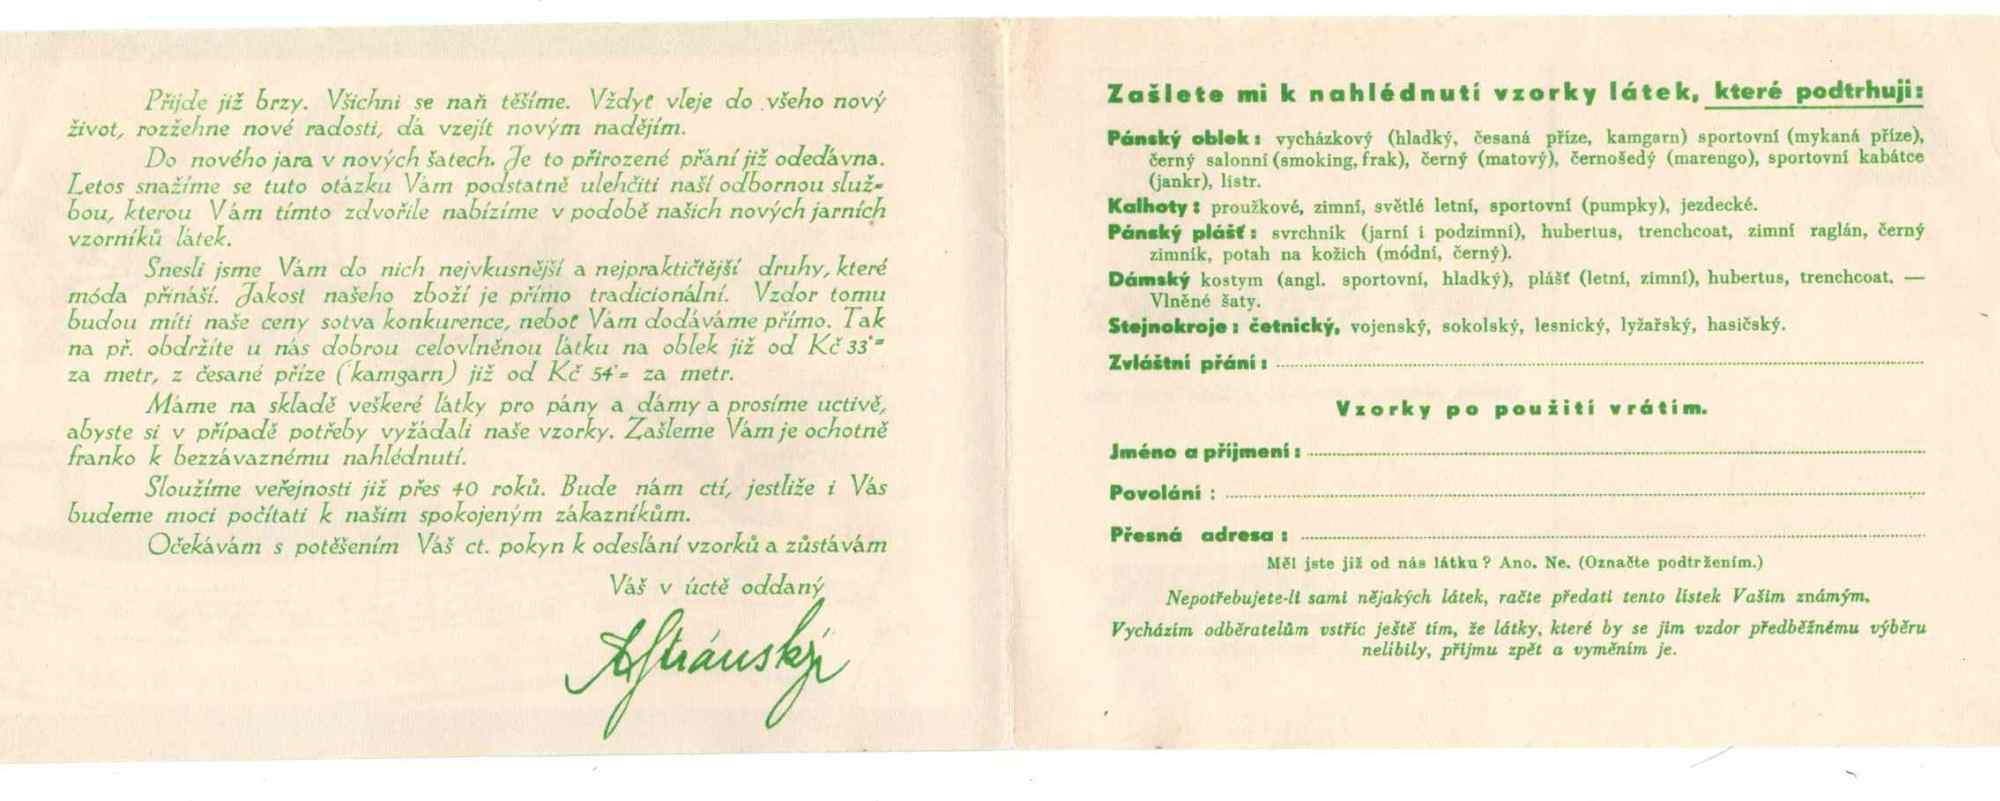 Přijde již brzy. Všichni se naň těšíme. Vždyť vleje do všeho nový
život, rozžehne nové radosti, dá vzejít novým nadějím.
Do nového jara v nových šatech. Je to přirozené přání již odedávna.
Letos snažíme se tuto otázku Vám podstatně ulehčiti naší odbornou služ-
bou, kterou Vám tímto zdvořile nabízíme v podobě našich nových jarních
vzorníků látek.
Snesli jsme Vám do nich nejvkusnější a nejpraktičtější druhy, které
móda přináší. Jakost našeho zboží je přímo tradicionální. Vzdor tomu
budou míti naše ceny sotva konkurence, neboť Vám dodáváme přímo. Tak
na př. obdržíte u nás dobrou celovlněnou látku na oblek již od Kč 33·=
za metr, z česané příze (kamgarn) již od Kč 54·= za metr.
Máme na skladě veškeré látky pro pány a dámy a prosíme uctivě,
abyste si v případě potřeby vyžádali naše vzorky. Zašleme Vám je ochotně
franko k bezzávaznému nahlédnutí.
Sloužíme veřejnosti již přes 40 roků. Bude nám ctí, jestliže i Vás
budeme moci počítati k našim spokojeným zákazníkům.
Očekávám s potěšením Váš ct. pokyn k odeslání vzorků a zůstávám
Váš v úctě oddaný
AStránský
Zašlete mi k nahlédnutí vzorky látek, které podtrhuji:
Pánský oblek: vycházkový (hladký, česaná příze, kamgarn) sportovní (mykaná příze),
černý salonní (smoking, frak), černý (matový), černošedý (marengo), sportovní kabátce
(jankr), listr.
Kalhoty: proužkové, zimní, světlé letní, sportovní (pumpky), jezdecké.
Pánský plášť: svrchník (jarní i podzimní), hubertus, trenchcoat, zimní raglán, černý
zimník, potah na kožich (módní, černý).
Dámský kostym (angl. sportovní, hladký), plášť (letní, zimní), hubertus, trenchcoat. —
Vlněné šaty.
Stejnokroje: četnický, vojenský, sokolský, lesnický, lyžařský, hasičský.
Zvláštní přání:
Vzorky po použití vrátím.
Jméno a příjmení:
Povolání:
Přesná adresa:
Měl jste již od nás látku? Ano. Ne. (Označte podtržením.)
Nepotřebujete-li sami nějakých látek, račte předati tento lístek Vašim známým.
Vycházím odběratelům vstříc ještě tím, že látky, které by se jim vzdor předběžnému výběru
nelíbily, přijmu zpět a vyměním je.